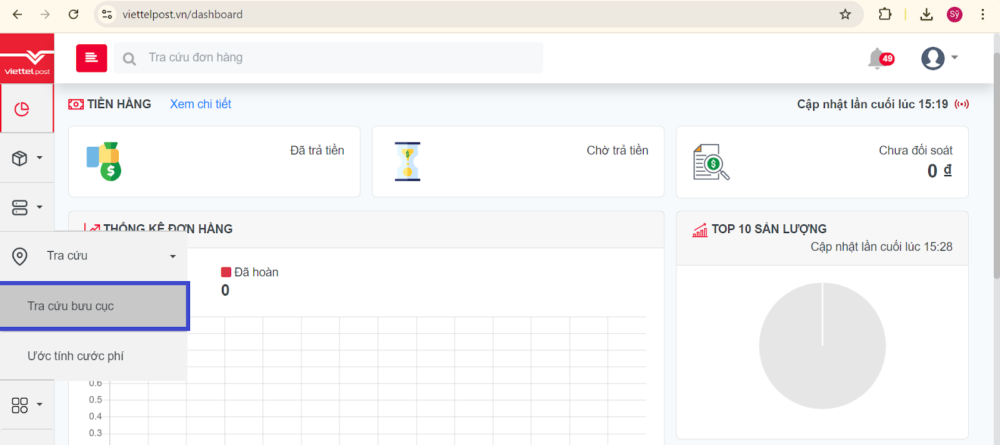 viettelpost.vn/dashboard
Sỹ
viettel post
Tra cứu đơn hàng
49
TIỀN HÀNG Xem chi tiết
Cập nhật lần cuối lúc 15:19
Đã trả tiền
Chờ trả tiền
Chưa đối soát
0 ₫
THỐNG KÊ ĐƠN HÀNG
TOP 10 SẢN LƯỢNG
Cập nhật lần cuối lúc 15:28
Tra cứu
Đã hoàn
0
Tra cứu bưu cục
Ước tính cước phí
0.6
0.5
0.4
0.3